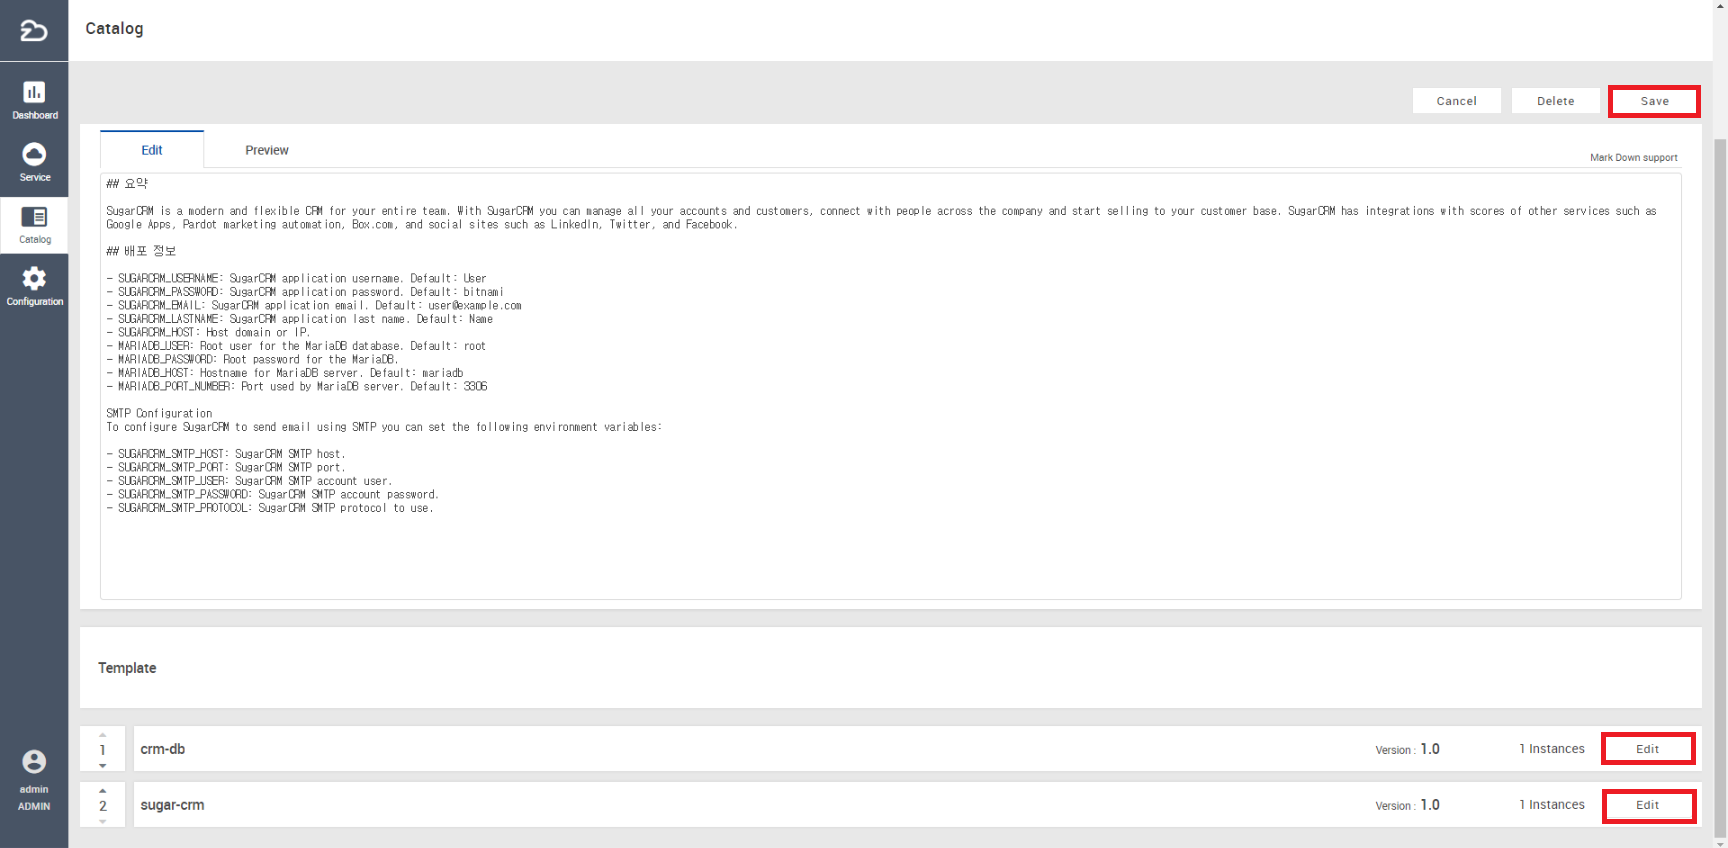 Catalog
Dashboard
Service
Catalog
Configuration
admin
ADMIN
Cancel
Delete
Save
Edit
Preview
Mark Down support
## 요약
SugarCRM is a modern and flexible CRM for your entire team. With SugarCRM you can manage all your accounts and customers, connect with people across the company and start selling to your customer base. SugarCRM has integrations with scores of other services such as
Google Apps, Pardot marketing automation, Box.com, and social sites such as LinkedIn, Twitter, and Facebook.
## 배포 정보
- SUGARCRM_USERNAME: SugarCRM application username. Default: User
- SUGARCRM_PASSWORD: SugarCRM application password. Default: bitnami
- SUGARCRM_EMAIL: SugarCRM application email. Default: user@example.com
- SUGARCRM_LASTNAME: SugarCRM application last name. Default: Name
- SUGARCRM_HOST: Host domain or IP.
- MARIADB_USER: Root user for the MariaDB database. Default: root
- MARIADB_PASSWORD: Root password for the MariaDB.
- MARIADB_HOST: Hostname for MariaDB server. Default: mariadb
- MARIADB_PORT_NUMBER: Port used by MariaDB server. Default: 3306
SMTP Configuration
To configure SugarCRM to send email using SMTP you can set the following environment variables:
- SUGARCRM_SMTP_HOST: SugarCRM SMTP host.
- SUGARCRM_SMTP_PORT: SugarCRM SMTP port.
- SUGARCRM_SMTP_USER: SugarCRM SMTP account user.
- SUGARCRM_SMTP_PASSWORD: SugarCRM SMTP account password.
- SUGARCRM_SMTP_PROTOCOL: SugarCRM SMTP protocol to use.
Template
1 crm-db Version : 1.0 1 Instances Edit
2 sugar-crm Version : 1.0 1 Instances Edit